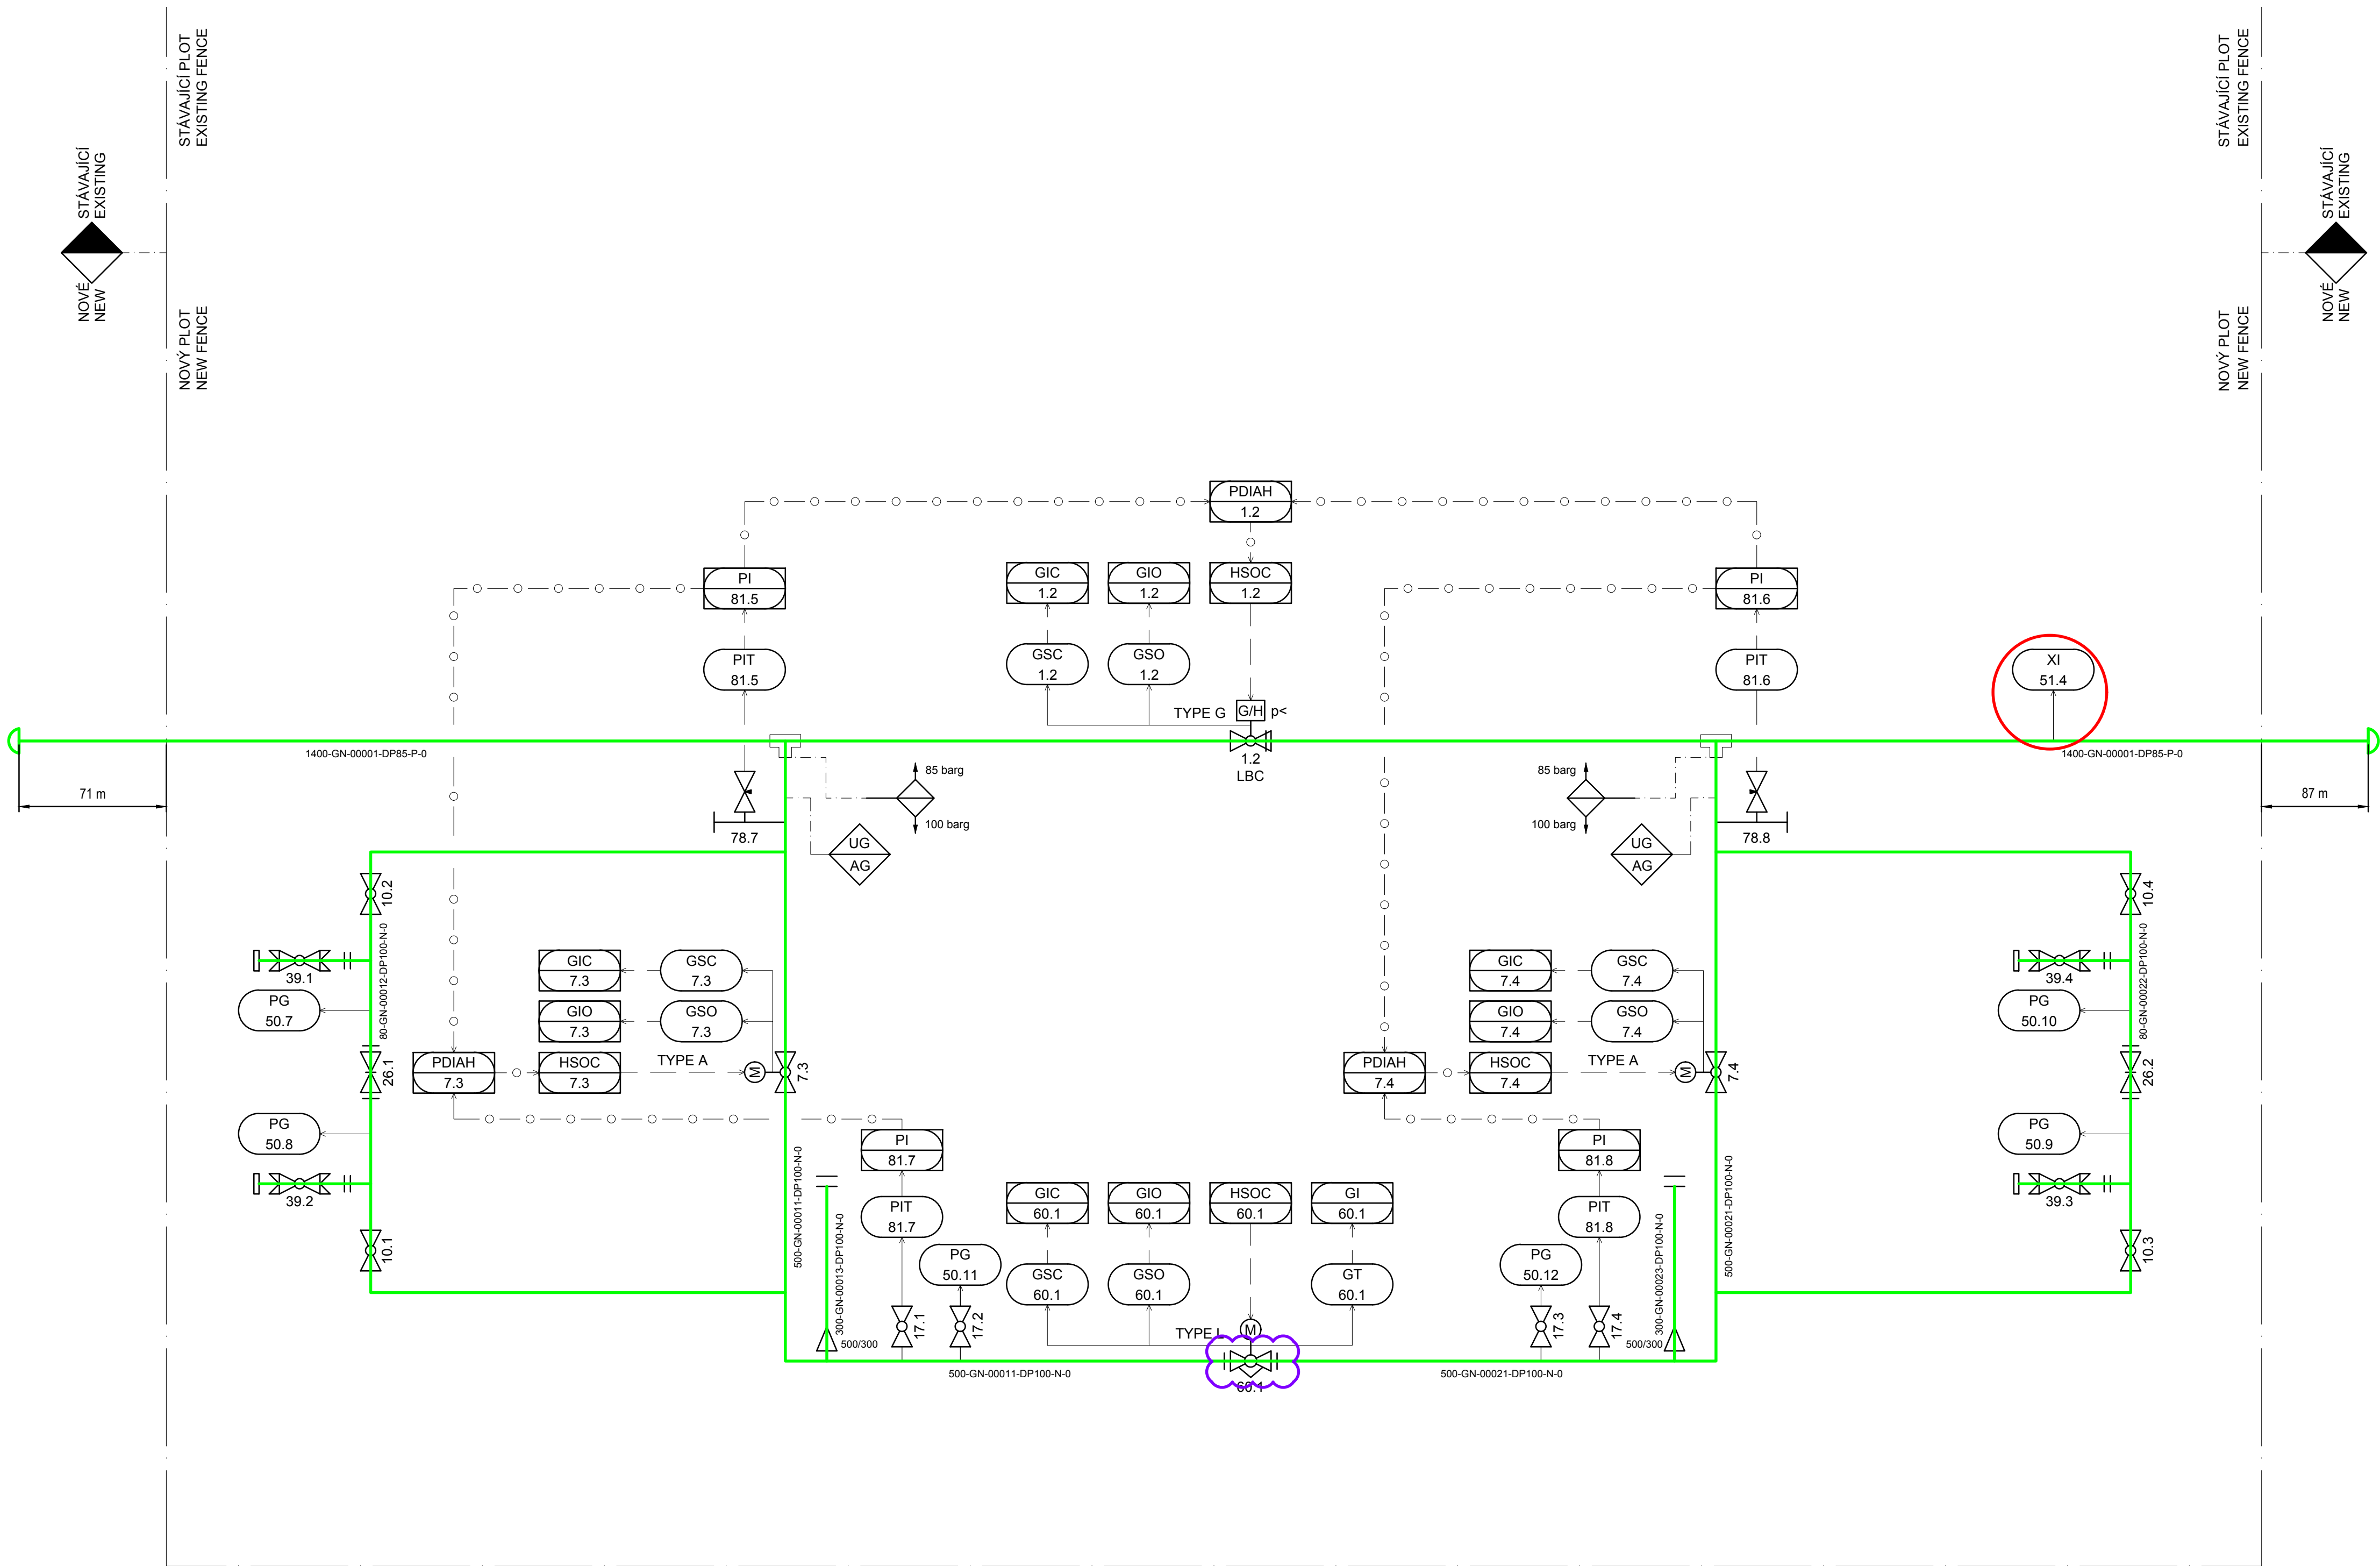 STÁVAJÍCÍ PLOT
EXISTING FENCE
STÁVAJÍCÍ PLOT
EXISTING FENCE
STÁVAJÍCÍ
EXISTING
NOVÉ
NEW
STÁVAJÍCÍ
EXISTING
NOVÉ
NEW
NOVÝ PLOT
NEW FENCE
NOVÝ PLOT
NEW FENCE
PDIAH
1.2
PI
81.5
GIC
1.2
GIO
1.2
HSOC
1.2
PI
81.6
PIT
81.5
GSC
1.2
GSO
1.2
PIT
81.6
XI
51.4
TYPE G
G/H
p<
1400-GN-00001-DP85-P-0
1.2
LBC
1400-GN-00001-DP85-P-0
71 m
85 barg
100 barg
85 barg
100 barg
87 m
78.7
78.8
UG
AG
UG
AG
10.2
10.4
80-GN-00012-DP100-N-0
80-GN-00022-DP100-N-0
39.1
39.4
GIC
7.3
GSC
7.3
GIC
7.4
GSC
7.4
PG
50.7
GIO
7.3
GSO
7.3
GIO
7.4
GSO
7.4
PG
50.10
26.1
PDIAH
7.3
HSOC
7.3
TYPE A
M
7.3
PDIAH
7.4
HSOC
7.4
TYPE A
M
7.4
26.2
PG
50.8
PI
81.7
PI
81.8
PG
50.9
39.2
39.3
500-GN-00011-DP100-N-0
300-GN-00013-DP100-N-0
PIT
81.7
GIC
60.1
GIO
60.1
HSOC
60.1
GI
60.1
PIT
81.8
300-GN-00023-DP100-N-0
500-GN-00021-DP100-N-0
10.1
10.3
PG
50.11
GSC
60.1
GSO
60.1
GT
60.1
PG
50.12
17.1
17.2
17.3
17.4
500/300
TYPE L
M
500/300
500-GN-00011-DP100-N-0
60.1
500-GN-00021-DP100-N-0